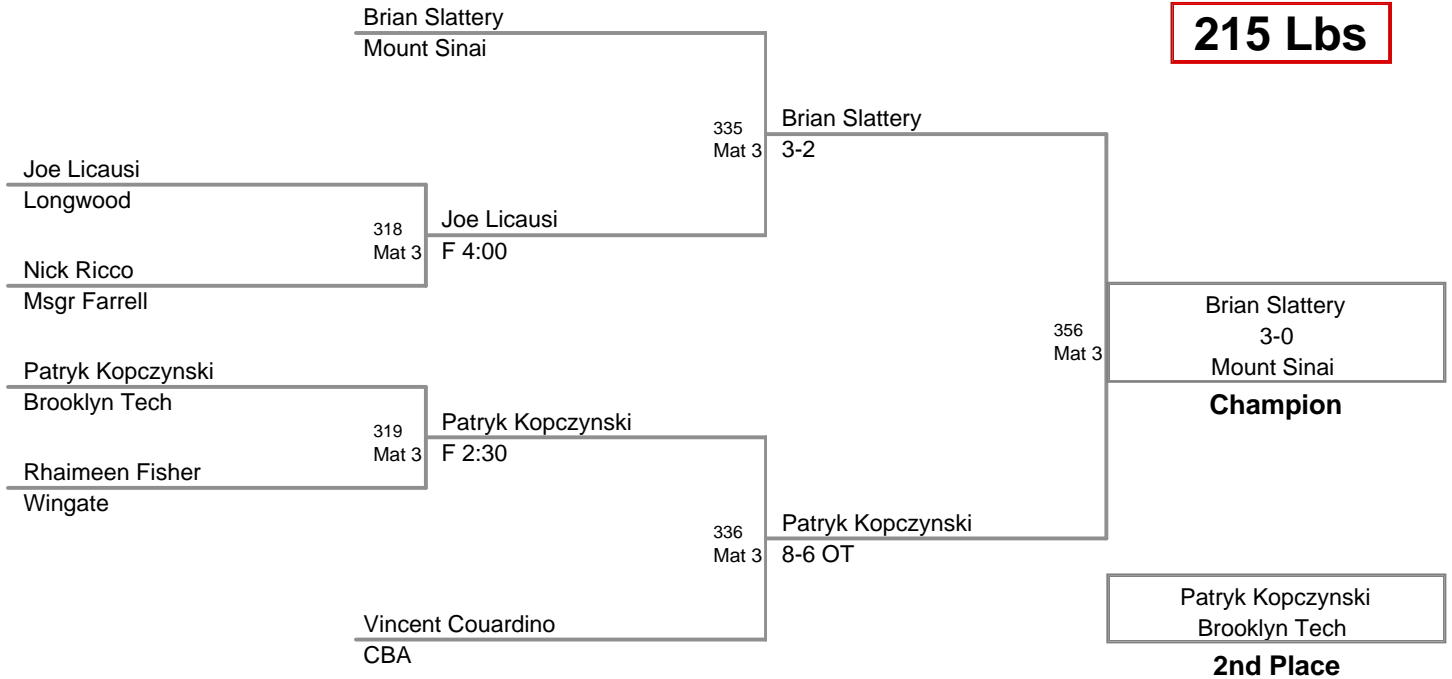 Brian Slattery
Mount Sinai
215 Lbs
335
Mat 3
Brian Slattery
3-2
Joe Licausi
Longwood
318
Mat 3
Joe Licausi
F 4:00
Nick Ricco
Msgr Farrell
356
Mat 3
Brian Slattery
3-0
Mount Sinai
Champion
Patryk Kopczynski
Brooklyn Tech
319
Mat 3
Patryk Kopczynski
F 2:30
Rhaimeen Fisher
Wingate
336
Mat 3
Patryk Kopczynski
8-6 OT
Vincent Couardino
CBA
Patryk Kopczynski
Brooklyn Tech
2nd Place